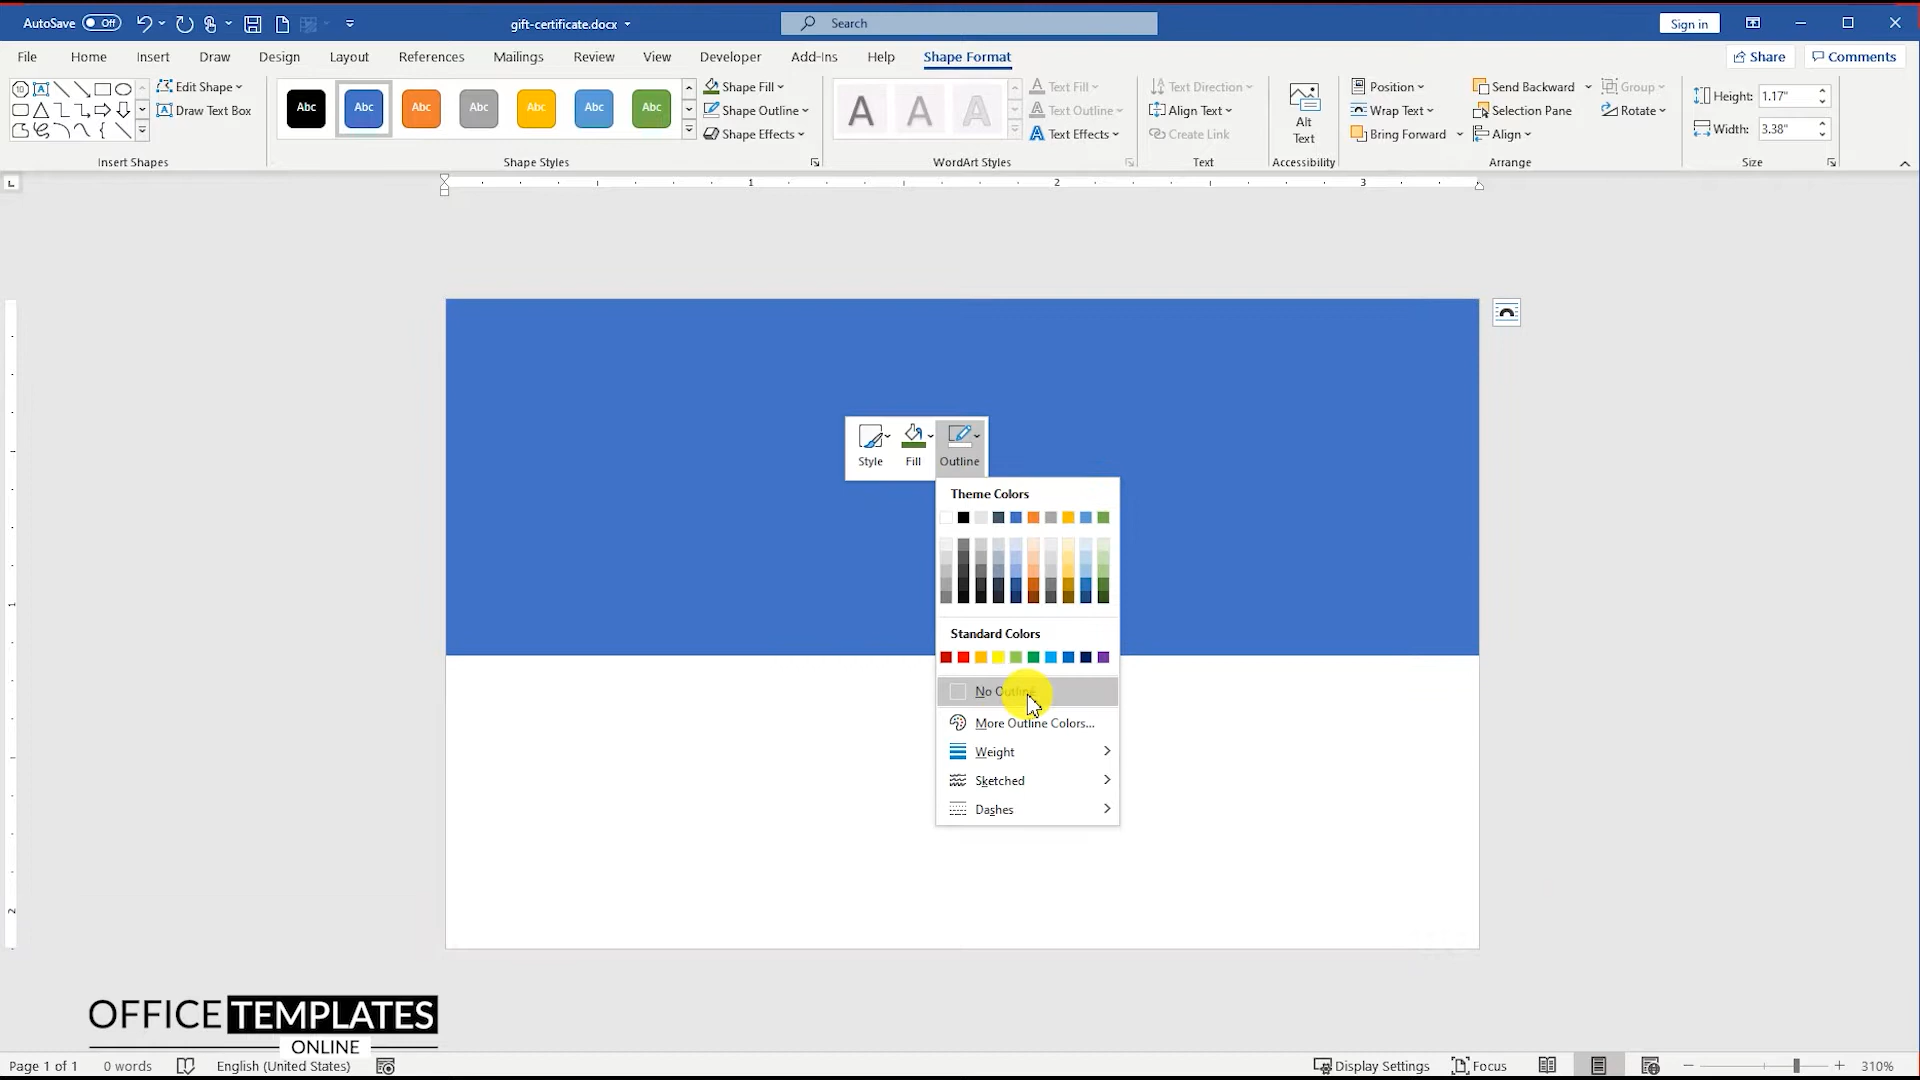 AutoSave Off gift-certificate.docx Search Sign in
File Home Insert Draw Design Layout References Mailings Review View Developer Add-Ins Help Shape Format Share Comments
Edit Shape
Draw Text Box
Insert Shapes
Abc Abc Abc Abc Abc Abc Abc
Shape Fill
Shape Outline
Shape Effects
Shape Styles
A A A
Text Fill
Text Outline
Text Effects
WordArt Styles
Text Direction
Align Text
Create Link
Text
Alt
Text
Accessibility
Position
Wrap Text
Bring Forward
Send Backward
Selection Pane
Align
Group
Rotate
Arrange
Height: 1.17"
Width: 3.38"
Size
1 2 3
1
2
Style Fill Outline
Theme Colors
Standard Colors
No Outline
More Outline Colors...
Weight
Sketched
Dashes
OFFICE TEMPLATES
ONLINE
Page 1 of 1 0 words English (United States) Display Settings Focus 310%